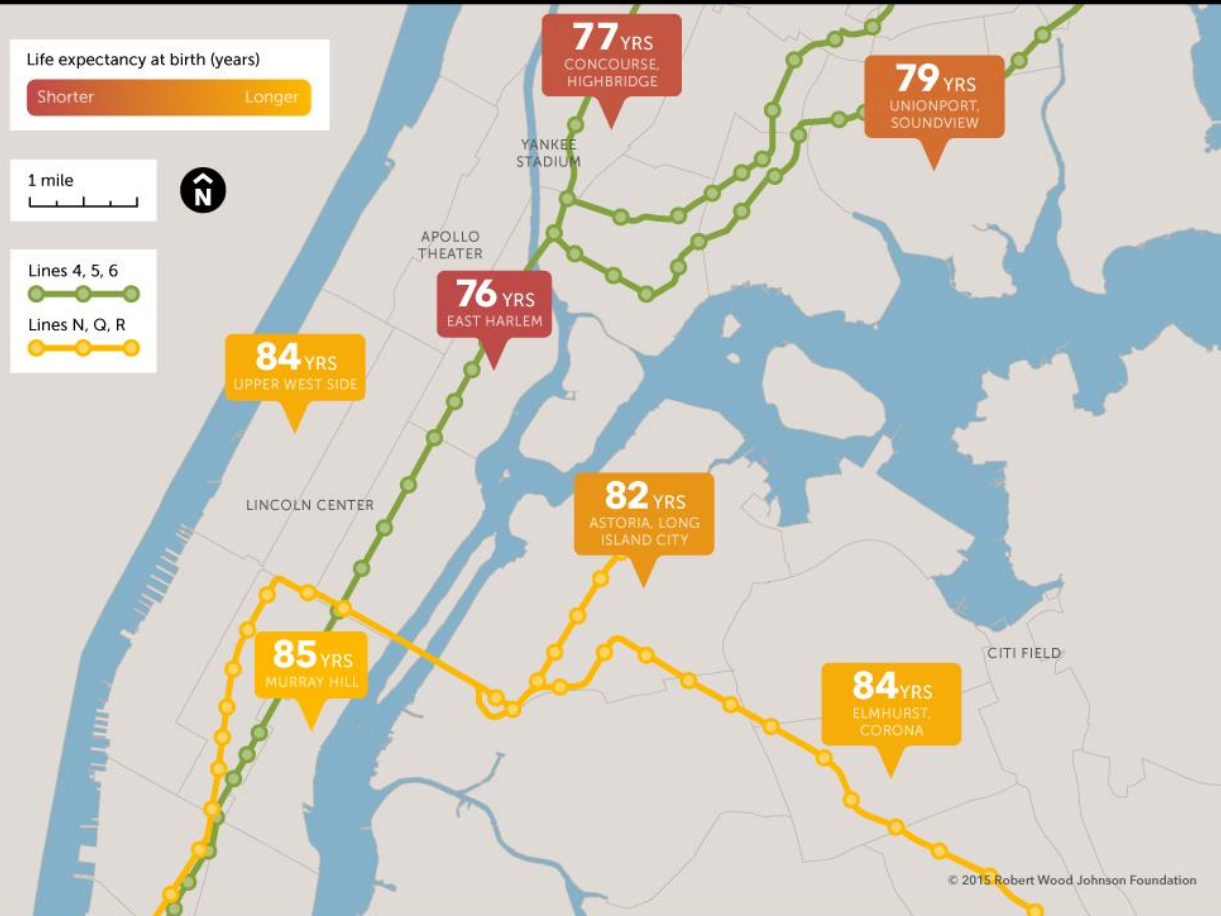 Life expectancy at birth (years)
Shorter Longer
1 mile
N
Lines 4, 5, 6
Lines N, Q, R
77 YRS
CONCOURSE,
HIGHBRIDGE
79 YRS
UNIONPORT,
SOUNDVIEW
YANKEE
STADIUM
APOLLO
THEATER
76 YRS
EAST HARLEM
84 YRS
UPPER WEST SIDE
LINCOLN CENTER
82 YRS
ASTORIA, LONG
ISLAND CITY
85 YRS
MURRAY HILL
CITI FIELD
84 YRS
ELMHURST,
CORONA
© 2015 Robert Wood Johnson Foundation